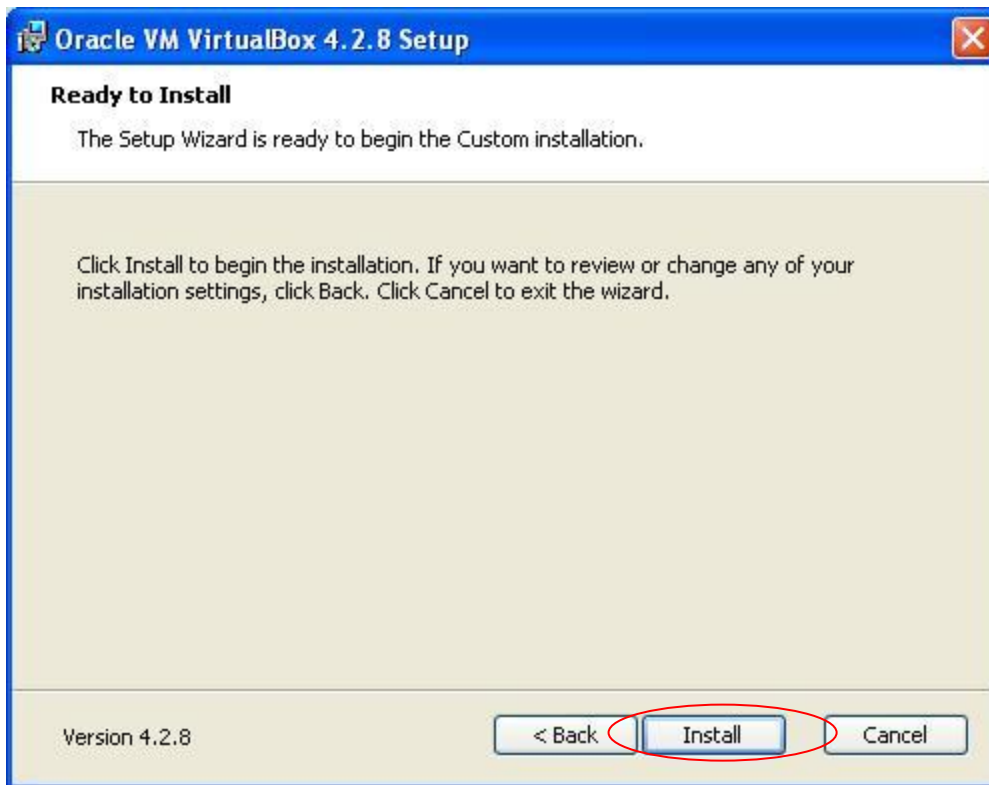 Oracle VM VirtualBox 4.2.8 Setup
Ready to Install
The Setup Wizard is ready to begin the Custom installation.
Click Install to begin the installation. If you want to review or change any of your
installation settings, click Back. Click Cancel to exit the wizard.
Version 4.2.8
< Back
Install
Cancel